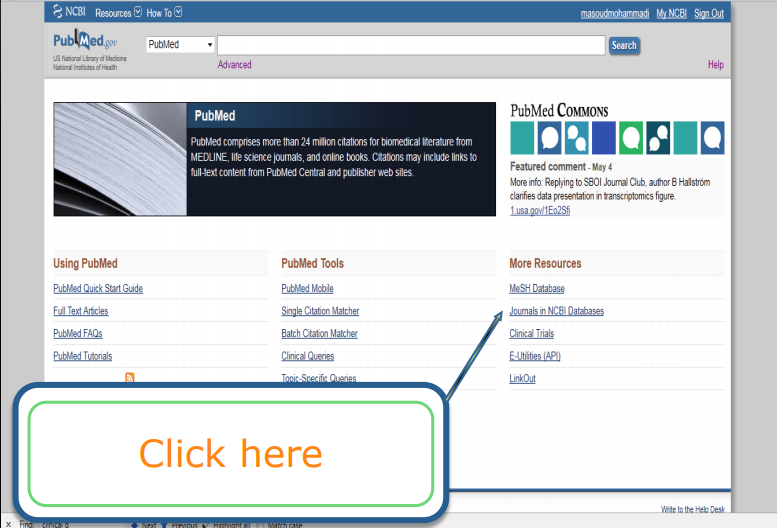 NCBI Resources How To masoudmohammadi My NCBI Sign Out
PubMed.gov
US National Library of Medicine
National Institutes of Health
PubMed
Search
Advanced
Help
PubMed
PubMed comprises more than 24 million citations for biomedical literature from
MEDLINE, life science journals, and online books. Citations may include links to
full-text content from PubMed Central and publisher web sites.
PubMed COMMONS
Featured comment - May 4
More info: Replying to SBOI Journal Club, author B Hallström
clarifies data presentation in transcriptomics figure.
1.usa.gov/1Eo2Sfi
Using PubMed
PubMed Quick Start Guide
Full Text Articles
PubMed FAQs
PubMed Tutorials
PubMed Tools
PubMed Mobile
Single Citation Matcher
Batch Citation Matcher
Clinical Queries
Topic-Specific Queries
More Resources
MeSH Database
Journals in NCBI Databases
Clinical Trials
E-Utilities (API)
LinkOut
Click here
Write to the Help Desk
x Find: clinical q Next Previous Highlight all Match case